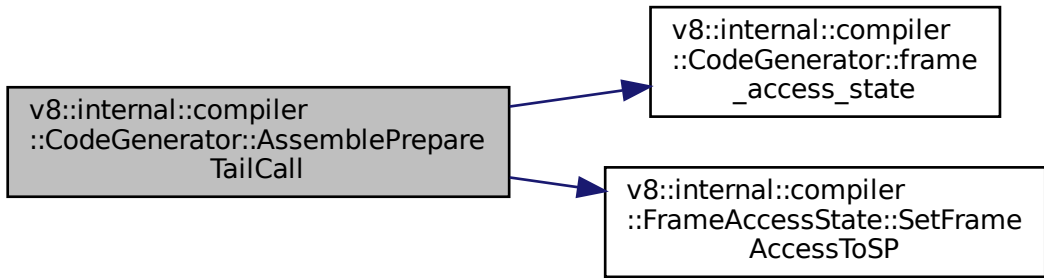 v8::internal::compiler
::CodeGenerator::AssemblePrepare
TailCall
v8::internal::compiler
::CodeGenerator::frame
_access_state
v8::internal::compiler
::FrameAccessState::SetFrame
AccessToSP